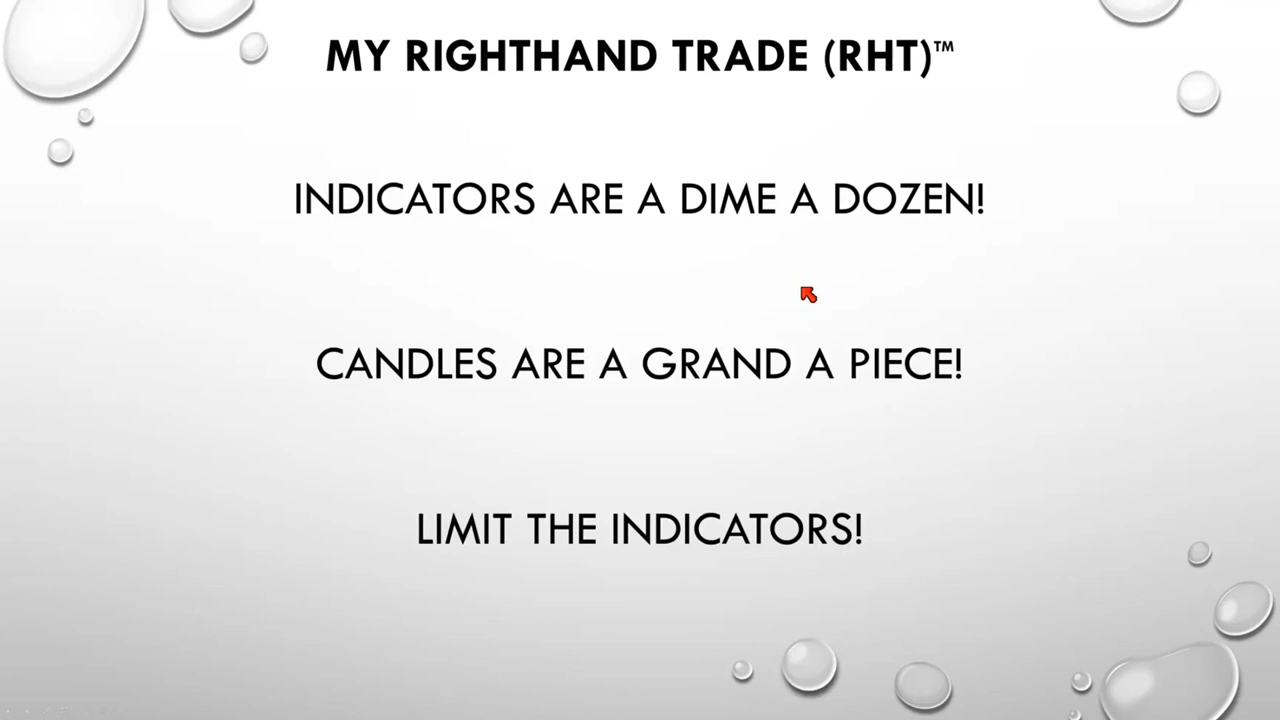 MY RIGHTHAND TRADE (RHT)™
INDICATORS ARE A DIME A DOZEN!
CANDLES ARE A GRAND A PIECE!
LIMIT THE INDICATORS!